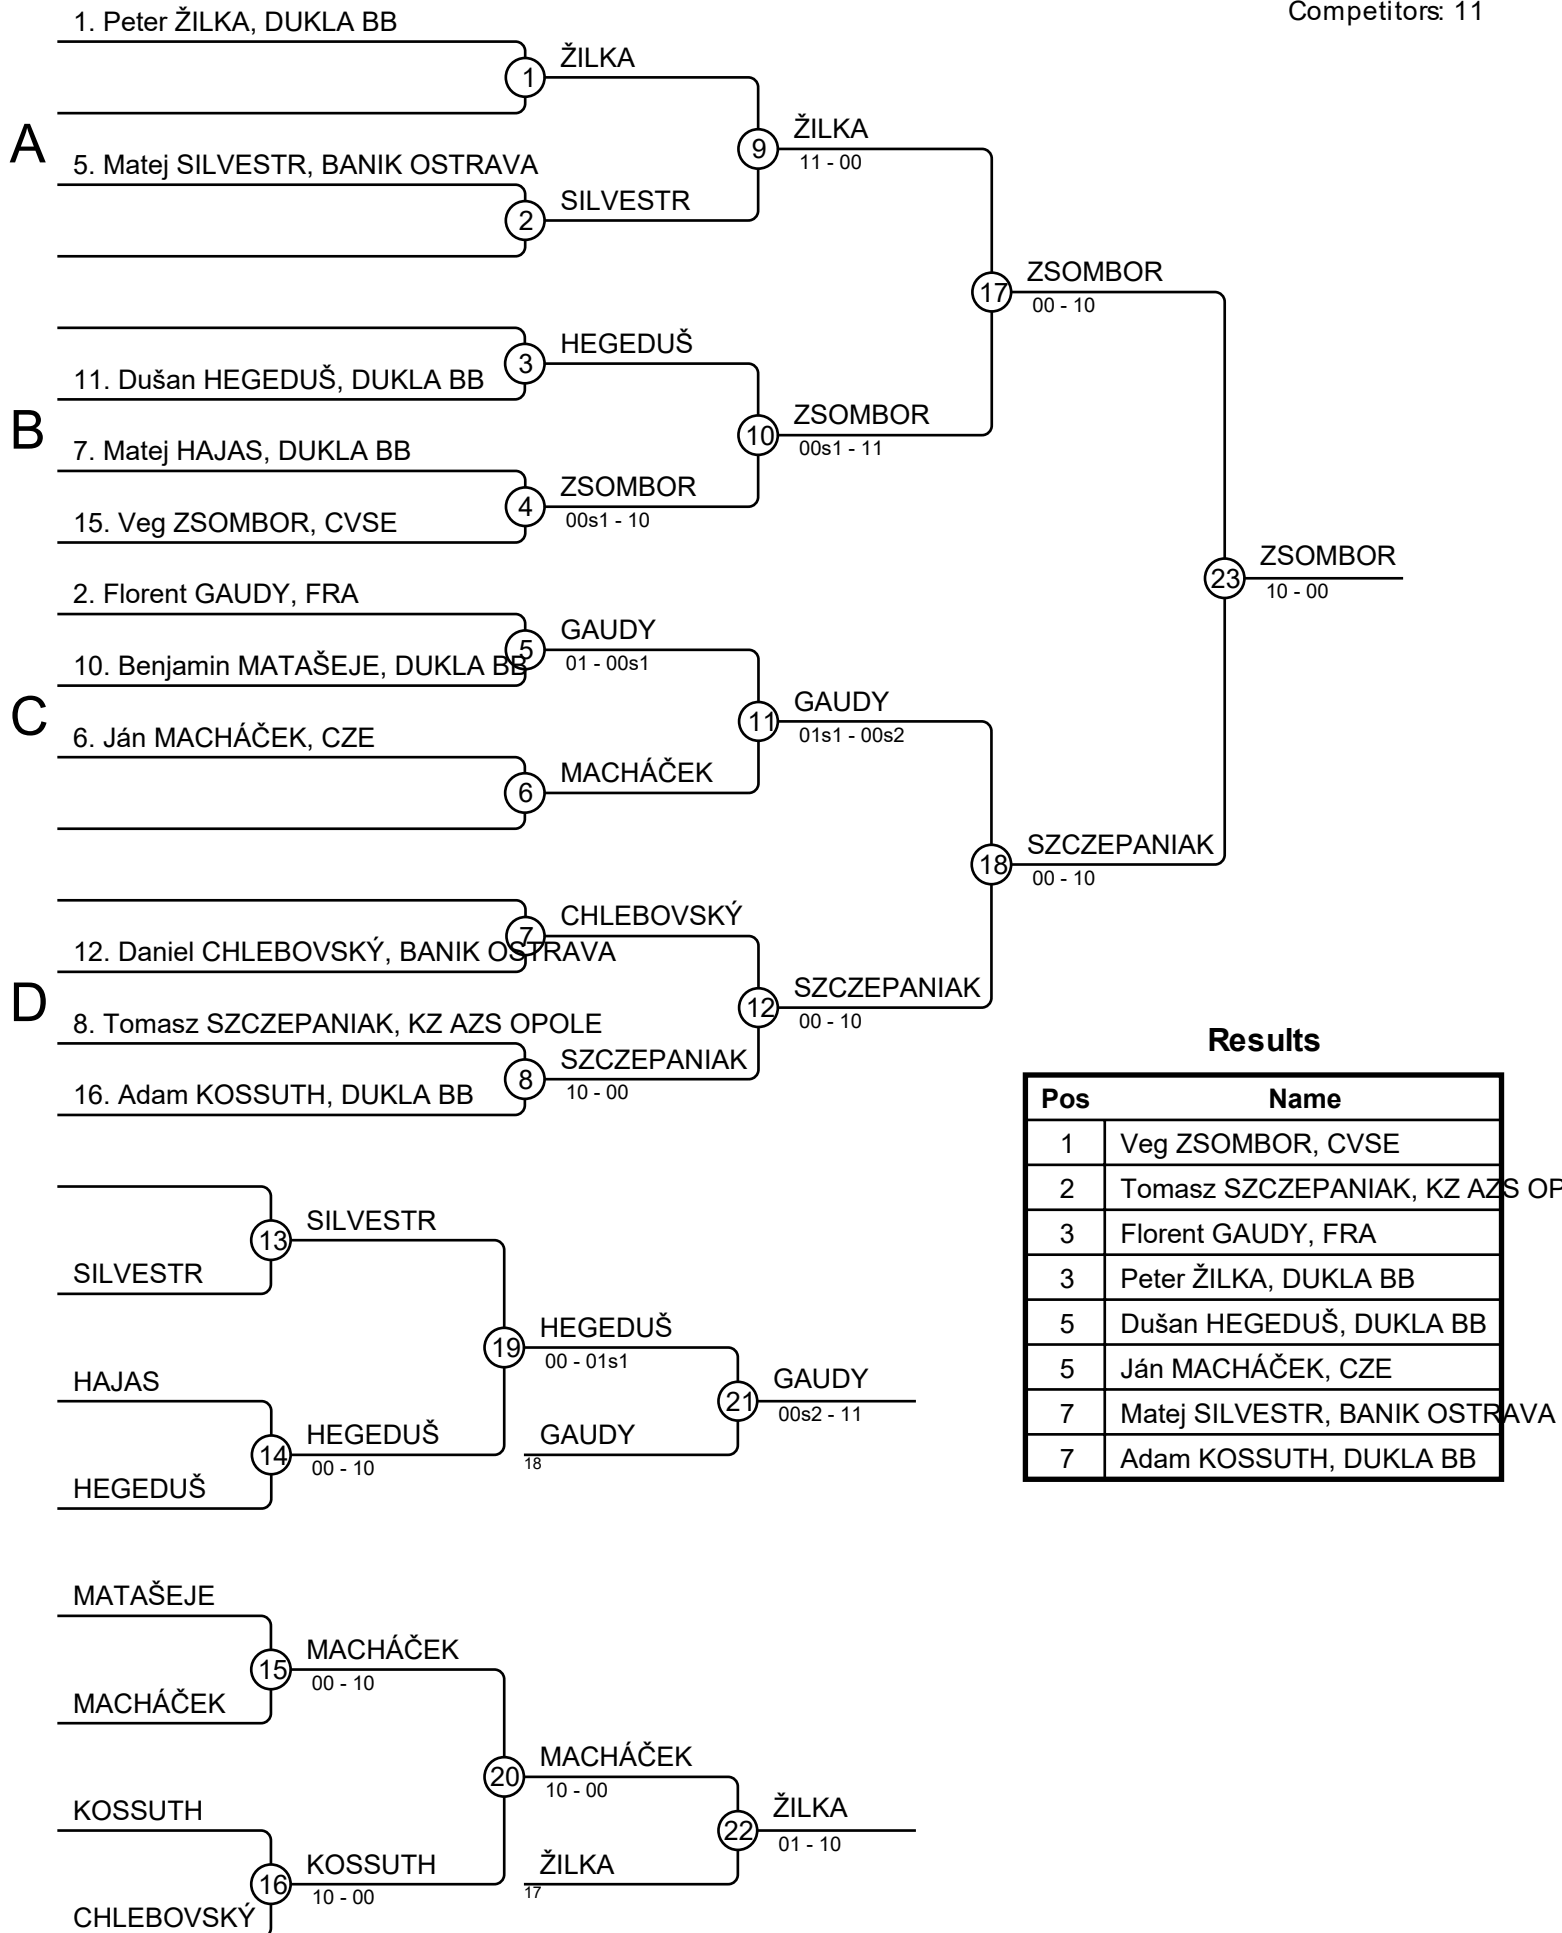 Competitors: 11
1. Peter ŽILKA, DUKLA BB
1
ŽILKA
A
9
ŽILKA
11 - 00
5. Matej SILVESTR, BANIK OSTRAVA
2
SILVESTR
17
ZSOMBOR
00 - 10
3
HEGEDUŠ
11. Dušan HEGEDUŠ, DUKLA BB
B
10
ZSOMBOR
00s1 - 11
7. Matej HAJAS, DUKLA BB
4
ZSOMBOR
00s1 - 10
15. Veg ZSOMBOR, CVSE
23
ZSOMBOR
10 - 00
2. Florent GAUDY, FRA
5
GAUDY
01 - 00s1
10. Benjamin MATAŠEJE, DUKLA BB
C
11
GAUDY
01s1 - 00s2
6. Ján MACHÁČEK, CZE
6
MACHÁČEK
18
SZCZEPANIAK
00 - 10
7
CHLEBOVSKÝ
12. Daniel CHLEBOVSKÝ, BANIK OSTRAVA
D
12
SZCZEPANIAK
00 - 10
8. Tomasz SZCZEPANIAK, KZ AZS OPOLE
8
SZCZEPANIAK
10 - 00
16. Adam KOSSUTH, DUKLA BB
Results
Pos Name
1 Veg ZSOMBOR, CVSE
2 Tomasz SZCZEPANIAK, KZ AZS OP
3 Florent GAUDY, FRA
3 Peter ŽILKA, DUKLA BB
5 Dušan HEGEDUŠ, DUKLA BB
5 Ján MACHÁČEK, CZE
7 Matej SILVESTR, BANIK OSTRAVA
7 Adam KOSSUTH, DUKLA BB
13
SILVESTR
SILVESTR
19
HEGEDUŠ
00 - 01s1
HAJAS
14
HEGEDUŠ
00 - 10
HEGEDUŠ
21
GAUDY
00s2 - 11
GAUDY
18
MATAŠEJE
15
MACHÁČEK
00 - 10
MACHÁČEK
20
MACHÁČEK
10 - 00
KOSSUTH
16
KOSSUTH
10 - 00
CHLEBOVSKÝ
22
ŽILKA
01 - 10
ŽILKA
17